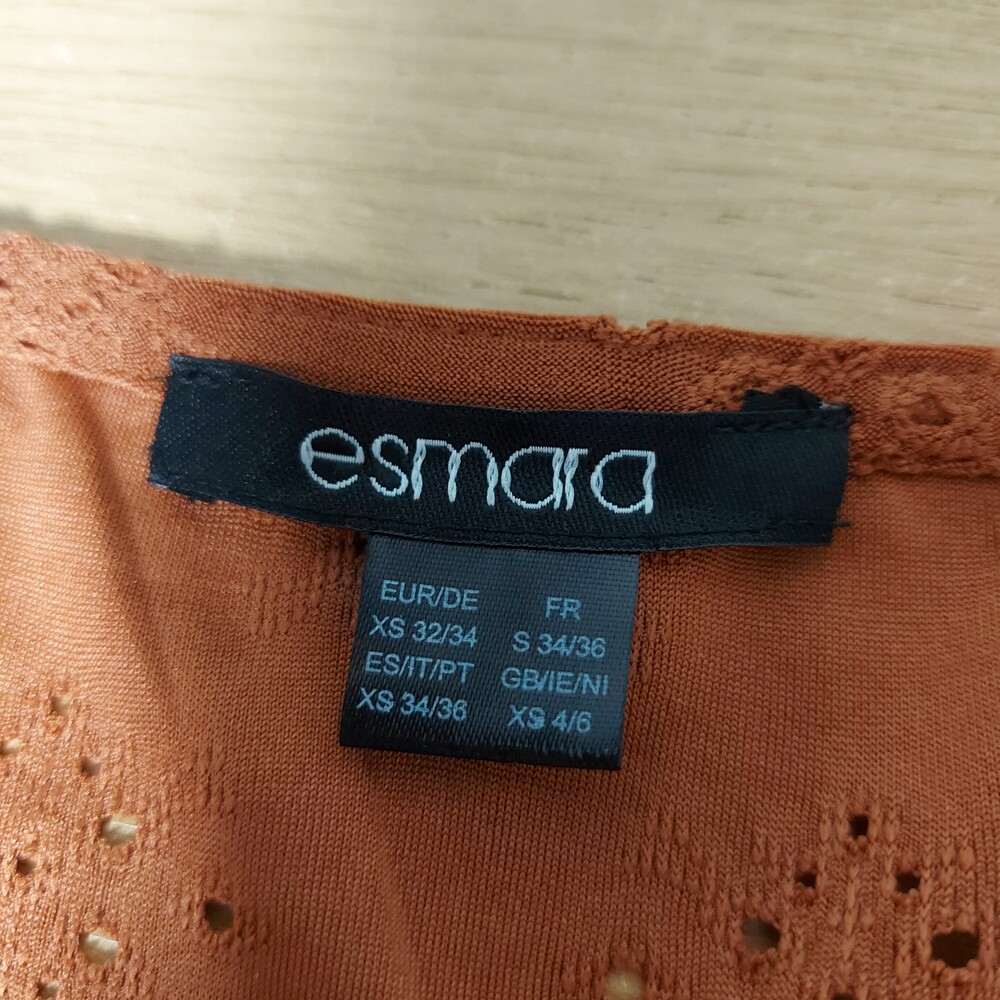 esmara
EUR/DE FR
XS 32/34 S 34/36
ES/IT/PT GB/IE/NI
XS 34/36 XS 4/6